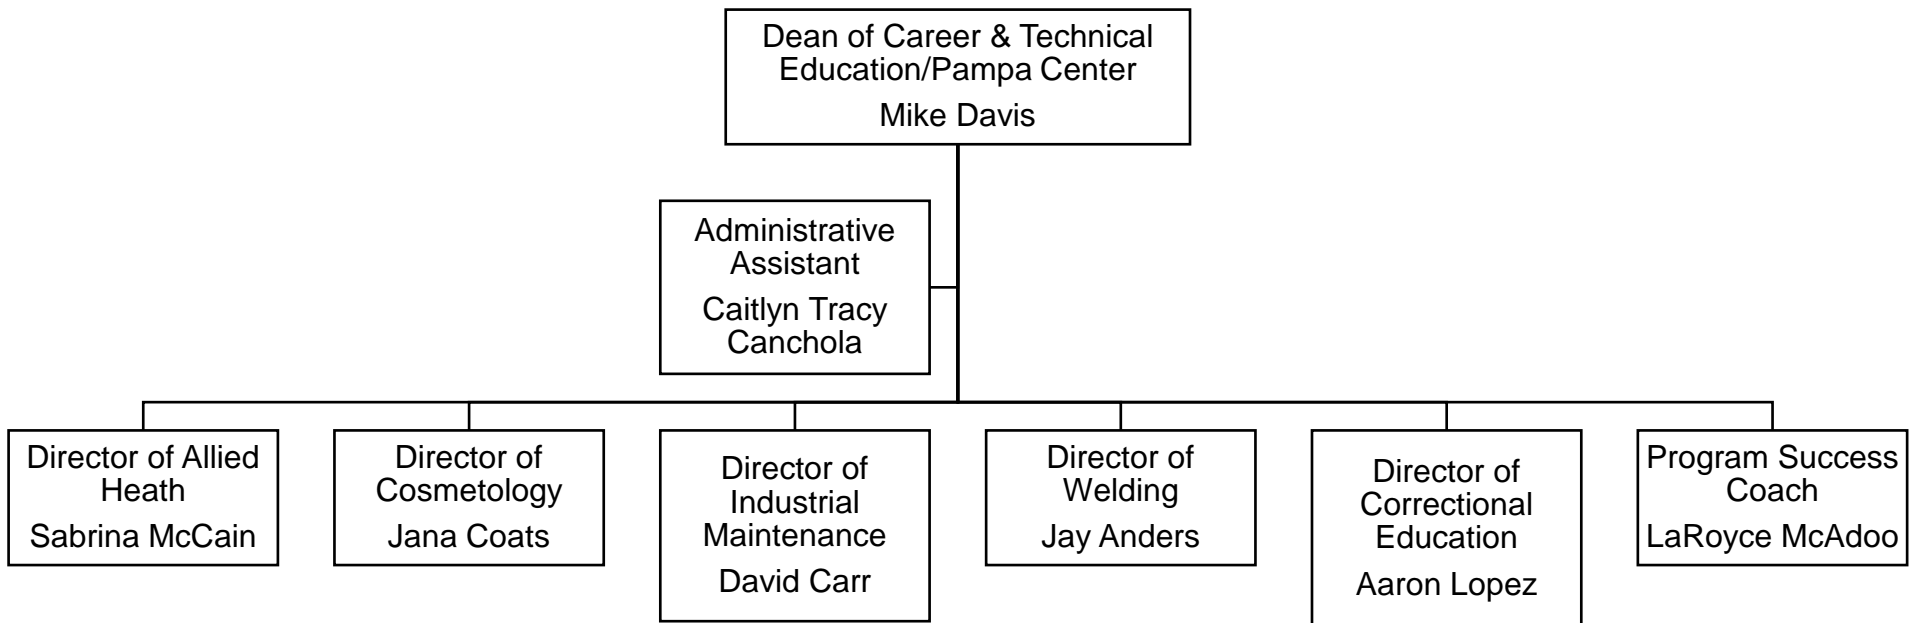 Dean of Career & Technical
Education/Pampa Center
Mike Davis
Administrative
Assistant
Caitlyn Tracy
Canchola
Director of Allied
Heath
Sabrina McCain
Director of
Cosmetology
Jana Coats
Director of
Industrial
Maintenance
David Carr
Director of
Welding
Jay Anders
Director of
Correctional
Education
Aaron Lopez
Program Success
Coach
LaRoyce McAdoo